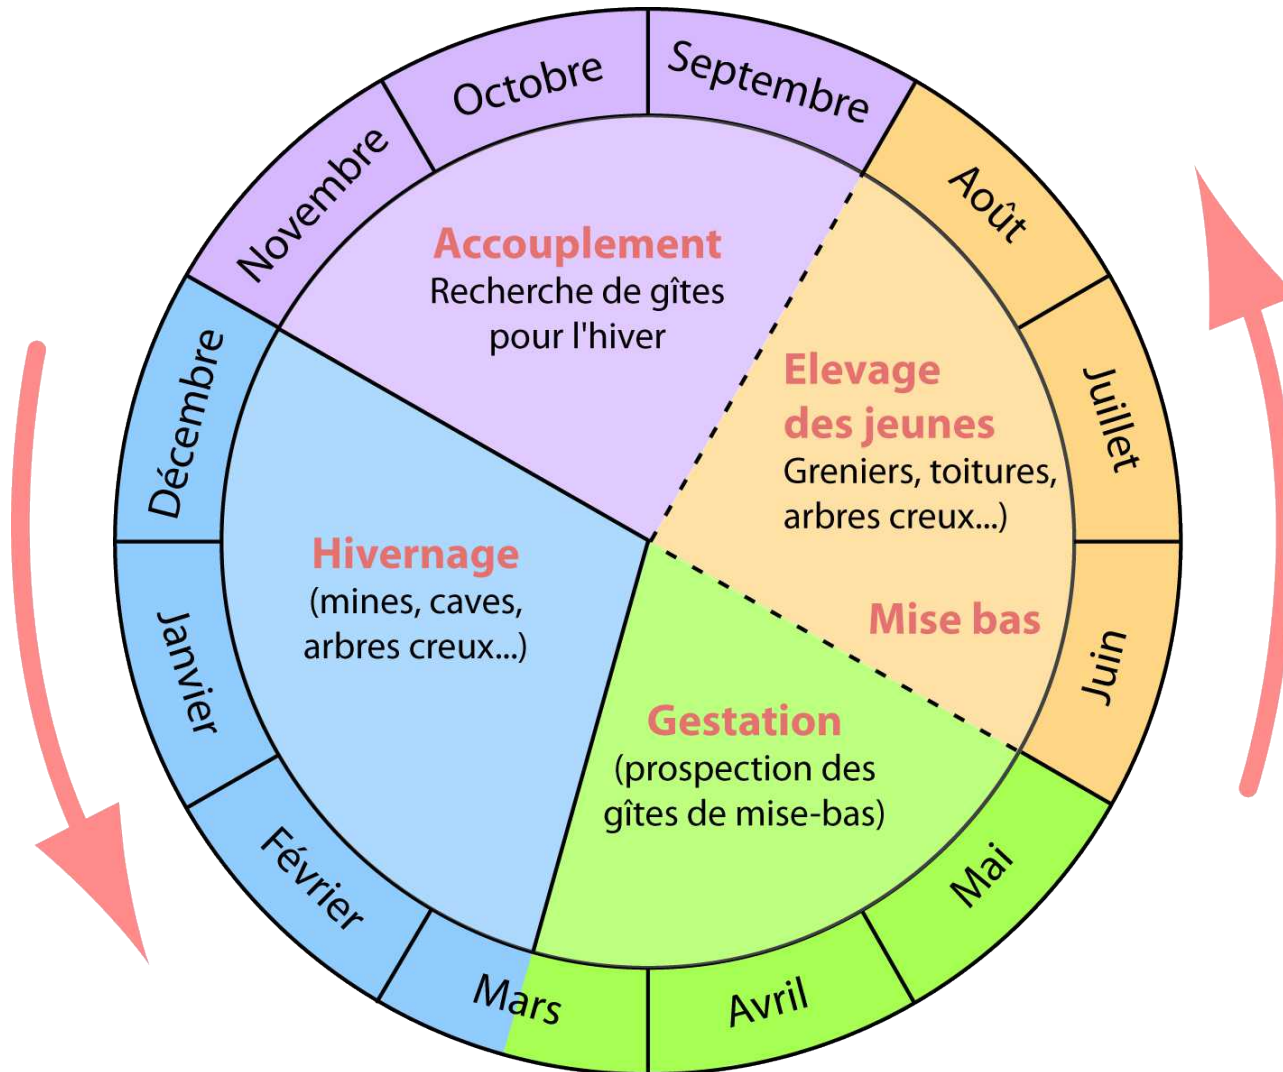 Septembre
Octobre
Novembre
Décembre
Janvier
Février
Mars
Avril
Mai
Juin
Juillet
Août
Accouplement
Recherche de gîtes
pour l'hiver
Elevage
des jeunes
Greniers, toitures,
arbres creux...)
Mise bas
Hivernage
(mines, caves,
arbres creux...)
Gestation
(prospection des
gîtes de mise-bas)